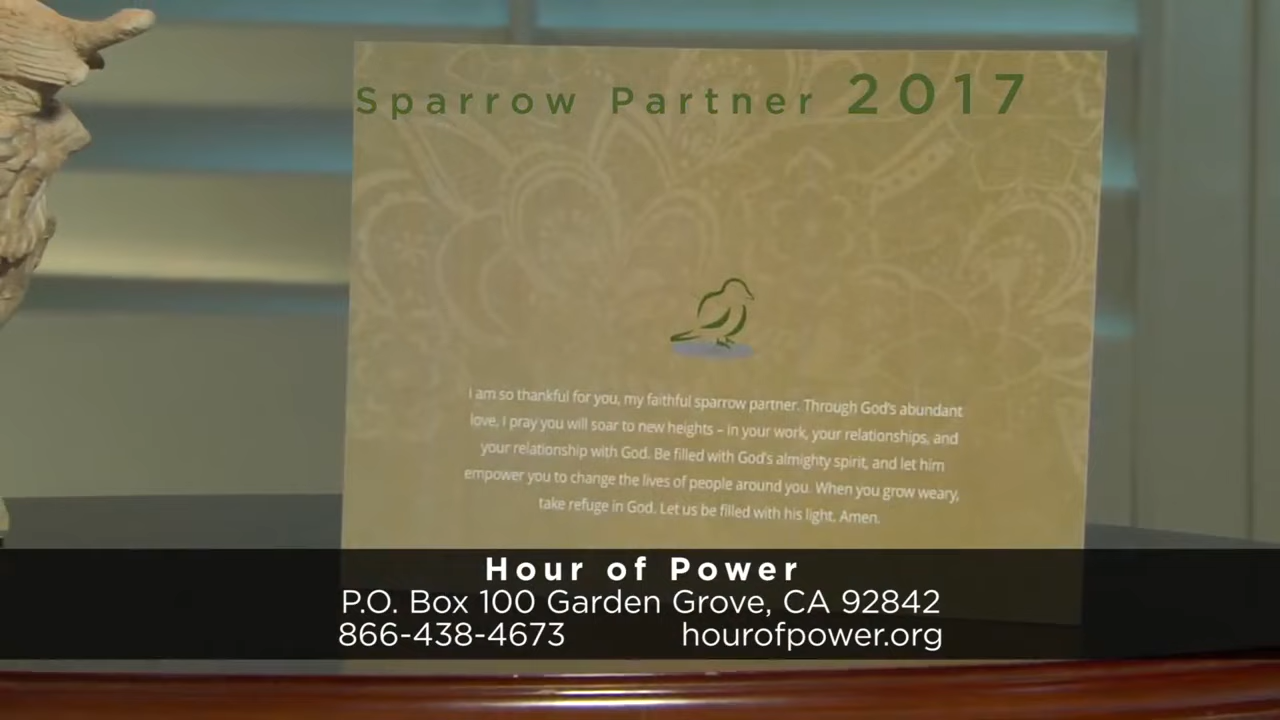 Sparrow Partner 2017
I am so thankful for you, my faithful sparrow partner. Through God's abundant
love, I pray you will soar to new heights – in your work, your relationships, and
your relationship with God. Be filled with God's almighty spirit, and let him
empower you to change the lives of people around you. When you grow weary,
take refuge in God. Let us be filled with his light. Amen.
Hour of Power
P.O. Box 100 Garden Grove, CA 92842
866-438-4673 hourofpower.org